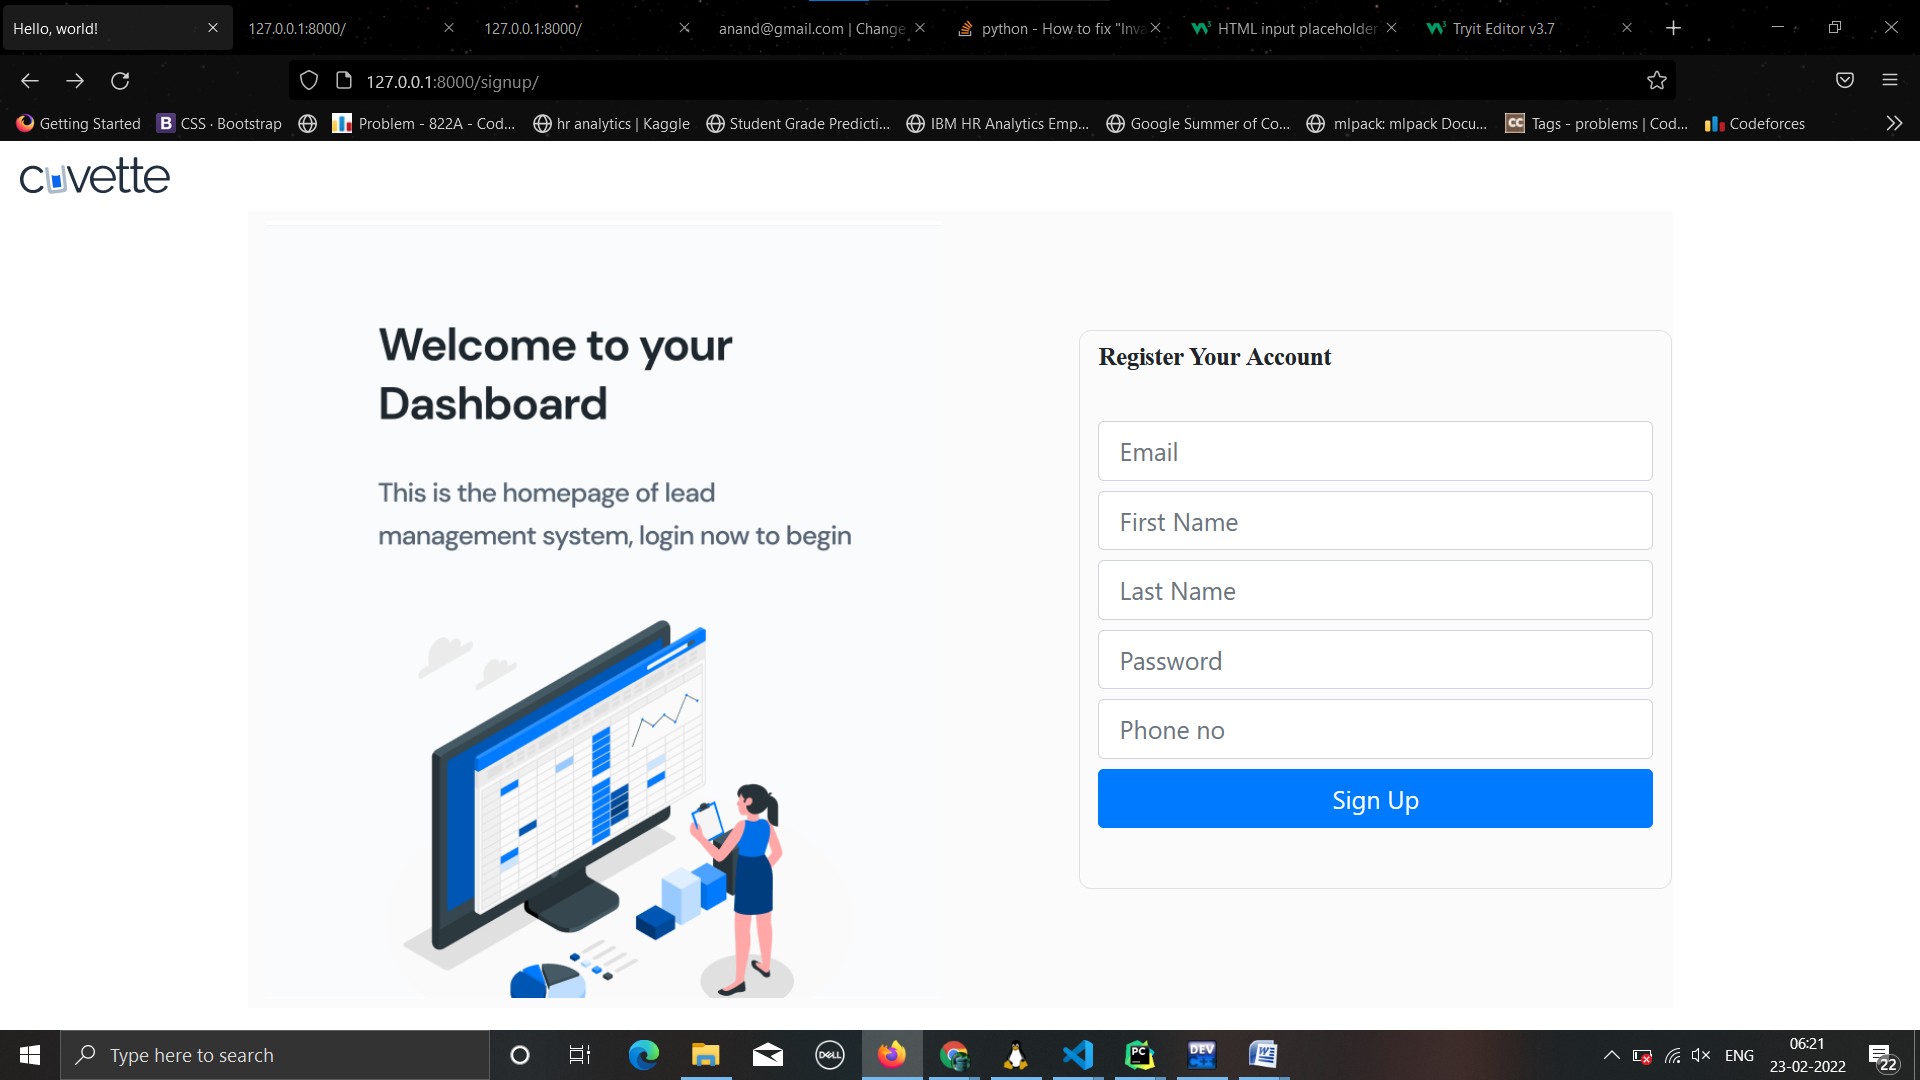 Hello, world!
127.0.0.1:8000/
127.0.0.1:8000/
anand@gmail.com | Change
python - How to fix "Inva
HTML input placeholder
Tryit Editor v3.7
127.0.0.1:8000/signup/
Getting Started
CSS · Bootstrap
Problem - 822A - Cod...
hr analytics | Kaggle
Student Grade Predicti...
IBM HR Analytics Emp...
Google Summer of Co...
mlpack: mlpack Docu...
Tags - problems | Cod...
Codeforces
cuvette
Welcome to your
Dashboard
This is the homepage of lead
management system, login now to begin
Register Your Account
Email
First Name
Last Name
Password
Phone no
Sign Up
Type here to search
DELL
PC
DEV
ENG
06:21
23-02-2022
22